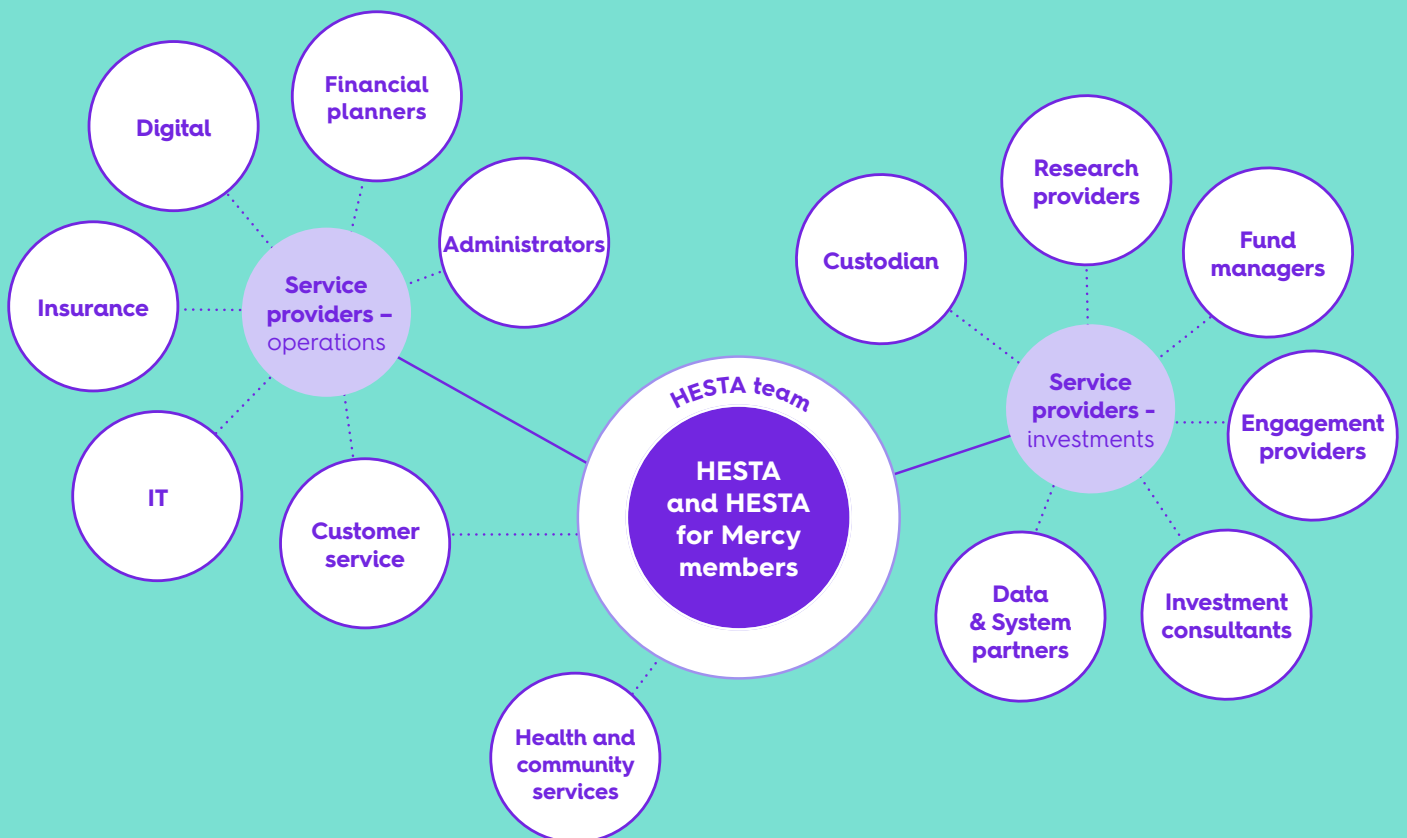 Financial
planners
Digital
Administrators
Insurance
Service
providers –
operations
IT
Customer
service
HESTA team
HESTA
and HESTA
for Mercy
members
Health and
community
services
Research
providers
Custodian
Fund
managers
Service
providers -
investments
Engagement
providers
Data
& System
partners
Investment
consultants